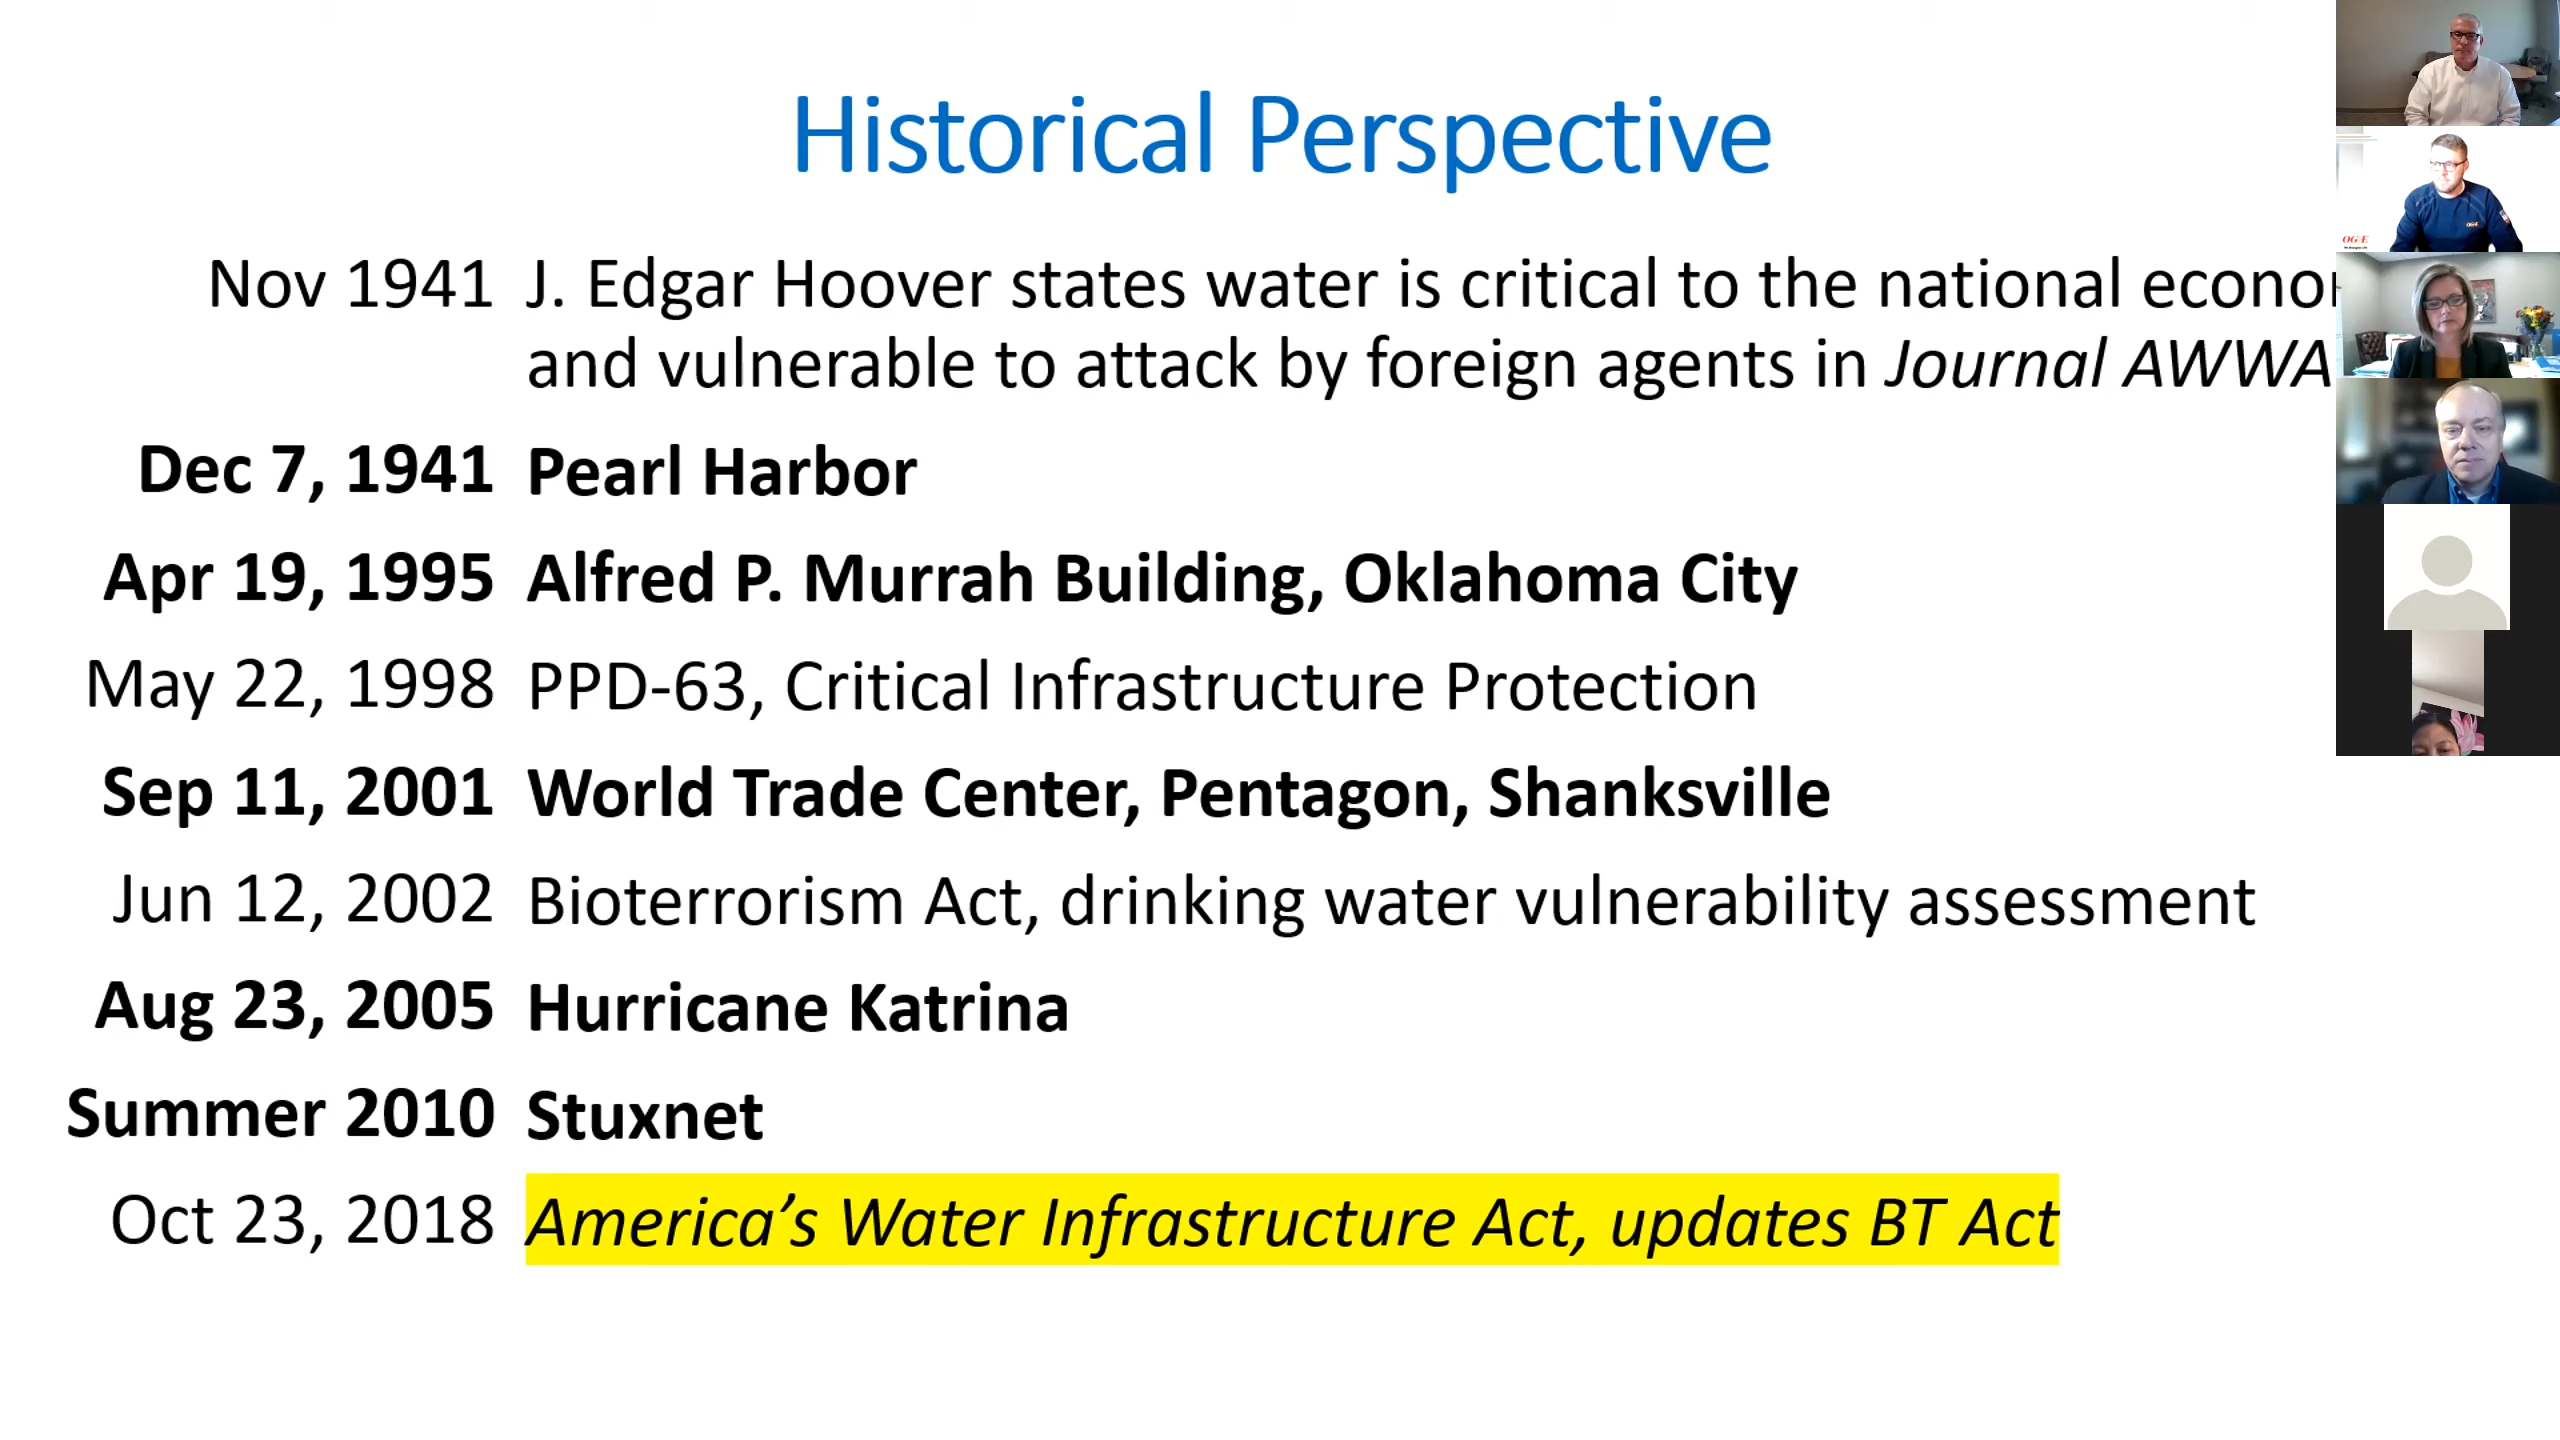 Historical Perspective
Nov 1941 J. Edgar Hoover states water is critical to the national econo
and vulnerable to attack by foreign agents in Journal AWWA
Dec 7, 1941 Pearl Harbor
Apr 19, 1995 Alfred P. Murrah Building, Oklahoma City
May 22, 1998 PPD-63, Critical Infrastructure Protection
Sep 11, 2001 World Trade Center, Pentagon, Shanksville
Jun 12, 2002 Bioterrorism Act, drinking water vulnerability assessment
Aug 23, 2005 Hurricane Katrina
Summer 2010 Stuxnet
Oct 23, 2018 America’s Water Infrastructure Act, updates BT Act
OG&E
OG&E